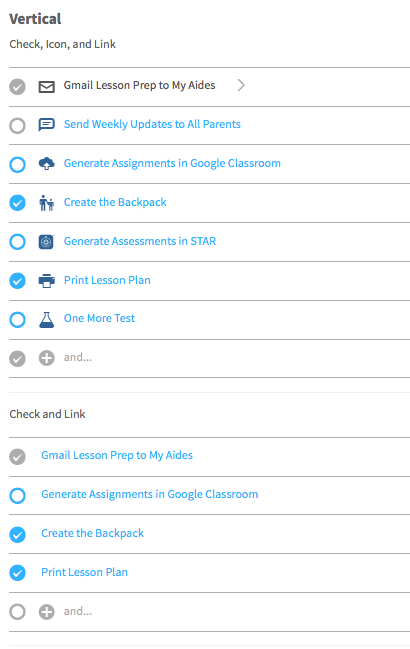 Vertical
Check, Icon, and Link
Gmail Lesson Prep to My Aides
Send Weekly Updates to All Parents
Generate Assignments in Google Classroom
Create the Backpack
Generate Assessments in STAR
Print Lesson Plan
One More Test
and...
Check and Link
Gmail Lesson Prep to My Aides
Generate Assignments in Google Classroom
Create the Backpack
Print Lesson Plan
and...